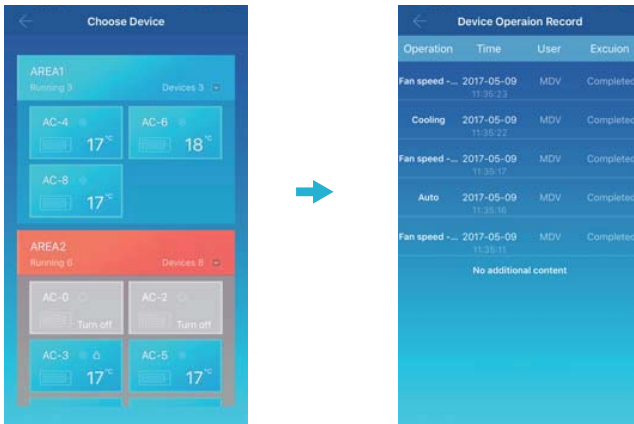 Choose Device
AREA1
Running 3 Devices 3
AC-4 AC-6
17°C 18°C
AC-8
17°C
AREA2
Running 6 Devices 8
AC-0 AC-2
Turn off Turn off
AC-3 AC-5
17°C 17°C
Device Operaion Record
Operation Time User Excuion
Fan speed -... 2017-05-09 MDV Completed
11:35:23
Cooling 2017-05-09 MDV Completed
11:35:22
Fan speed -... 2017-05-09 MDV Completed
11:35:17
Auto 2017-05-09 MDV Completed
11:35:16
Fan speed -... 2017-05-09 MDV Completed
11:35:11
No additional content